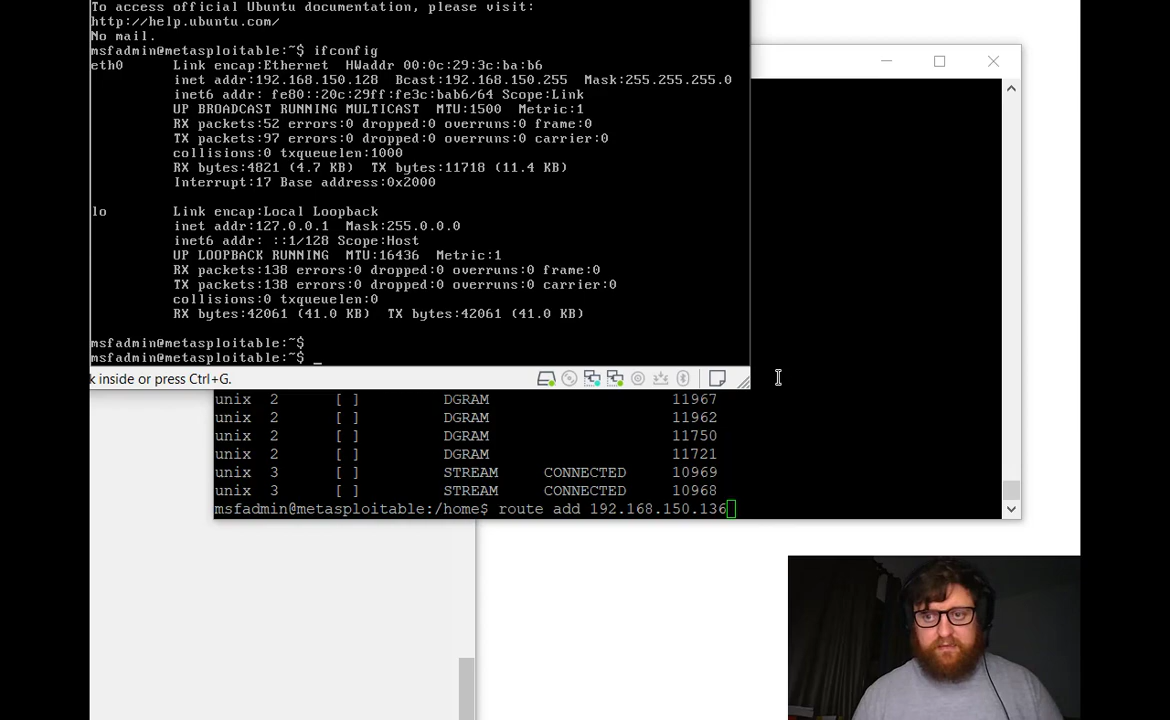 To access official Ubuntu documentation, please visit:
http://help.ubuntu.com/
No mail.
msfadmin@metasploitable:~$ ifconfig
eth0 Link encap:Ethernet HWaddr 00:0c:29:3c:ba:b6
inet addr:192.168.150.128 Bcast:192.168.150.255 Mask:255.255.255.0
inet6 addr: fe80::20c:29ff:fe3c:bab6/64 Scope:Link
UP BROADCAST RUNNING MULTICAST MTU:1500 Metric:1
RX packets:52 errors:0 dropped:0 overruns:0 frame:0
TX packets:97 errors:0 dropped:0 overruns:0 carrier:0
collisions:0 txqueuelen:1000
RX bytes:4821 (4.7 KB) TX bytes:11718 (11.4 KB)
Interrupt:17 Base address:0x2000
lo Link encap:Local Loopback
inet addr:127.0.0.1 Mask:255.0.0.0
inet6 addr: ::1/128 Scope:Host
UP LOOPBACK RUNNING MTU:16436 Metric:1
RX packets:138 errors:0 dropped:0 overruns:0 frame:0
TX packets:138 errors:0 dropped:0 overruns:0 carrier:0
collisions:0 txqueuelen:0
RX bytes:42061 (41.0 KB) TX bytes:42061 (41.0 KB)
msfadmin@metasploitable:~$
msfadmin@metasploitable:~$ _
k inside or press Ctrl+G.
unix 2 [ ] DGRAM 11967
unix 2 [ ] DGRAM 11962
unix 2 [ ] DGRAM 11750
unix 2 [ ] DGRAM 11721
unix 3 [ ] STREAM CONNECTED 10969
unix 3 [ ] STREAM CONNECTED 10968
msfadmin@metasploitable:/home$ route add 192.168.150.136